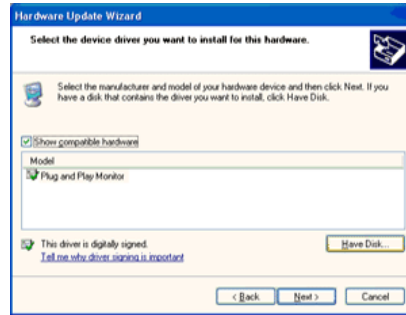 Hardware Update Wizard
Select the device driver you want to install for this hardware.
Select the manufacturer and model of your hardware device and then click Next. If you
have a disk that contains the driver you want to install, click Have Disk.
Show compatible hardware
Model
Plug and Play Monitor
This driver is digitally signed.
Have Disk...
Tell me why driver signing is important
< Back
Next >
Cancel